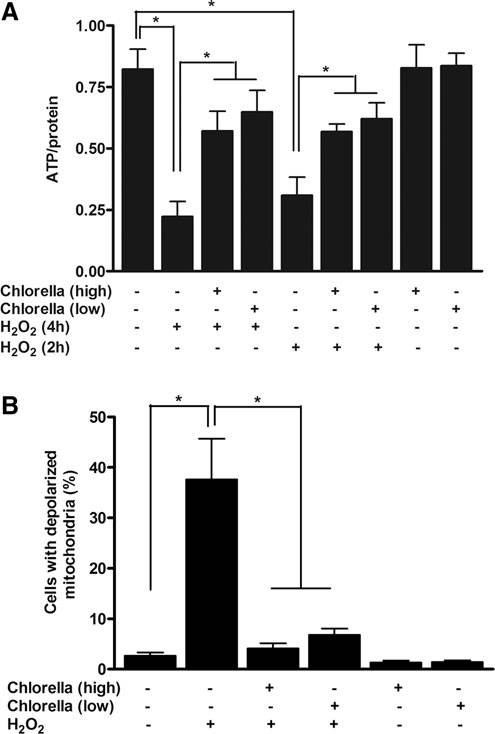 A
* * * * 
ATP/protein
1.00
0.75
0.50
0.25
0.00
Chlorella (high) - - + - - + - + -
Chlorella (low) - - - + - - + - +
H₂O₂ (4h) - + + + - - - - -
H₂O₂ (2h) - - - - + + + - -
B
* *
Cells with depolarized
mitochondria (%)
50
40
30
20
10
0
Chlorella (high) - - + - + -
Chlorella (low) - - - + - +
H₂O₂ - + + + - -